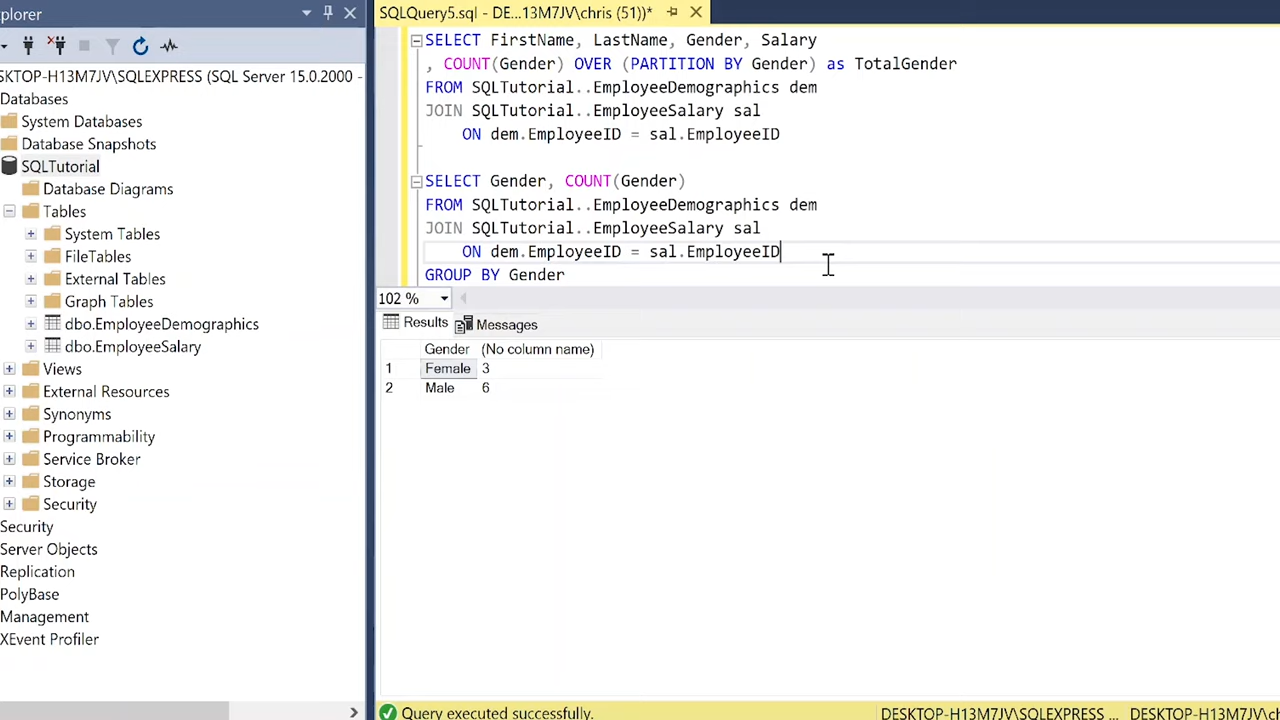 plorer
SKTOP-H13M7JV\SQLEXPRESS (SQL Server 15.0.2000 -
Databases
System Databases
Database Snapshots
SQLTutorial
Database Diagrams
Tables
System Tables
FileTables
External Tables
Graph Tables
dbo.EmployeeDemographics
dbo.EmployeeSalary
Views
External Resources
Synonyms
Programmability
Service Broker
Storage
Security
Security
Server Objects
Replication
PolyBase
Management
XEvent Profiler
SQLQuery5.sql - DE...13M7JV\chris (51))*
SELECT FirstName, LastName, Gender, Salary
, COUNT(Gender) OVER (PARTITION BY Gender) as TotalGender
FROM SQLTutorial..EmployeeDemographics dem
JOIN SQLTutorial..EmployeeSalary sal
ON dem.EmployeeID = sal.EmployeeID
SELECT Gender, COUNT(Gender)
FROM SQLTutorial..EmployeeDemographics dem
JOIN SQLTutorial..EmployeeSalary sal
ON dem.EmployeeID = sal.EmployeeID
GROUP BY Gender
102 %
Results Messages
Gender (No column name)
1 Female 3
2 Male 6
Query executed successfully. DESKTOP-H13M7JV\SQLEXPRESS ... DESKTOP-H13M7JV\ch